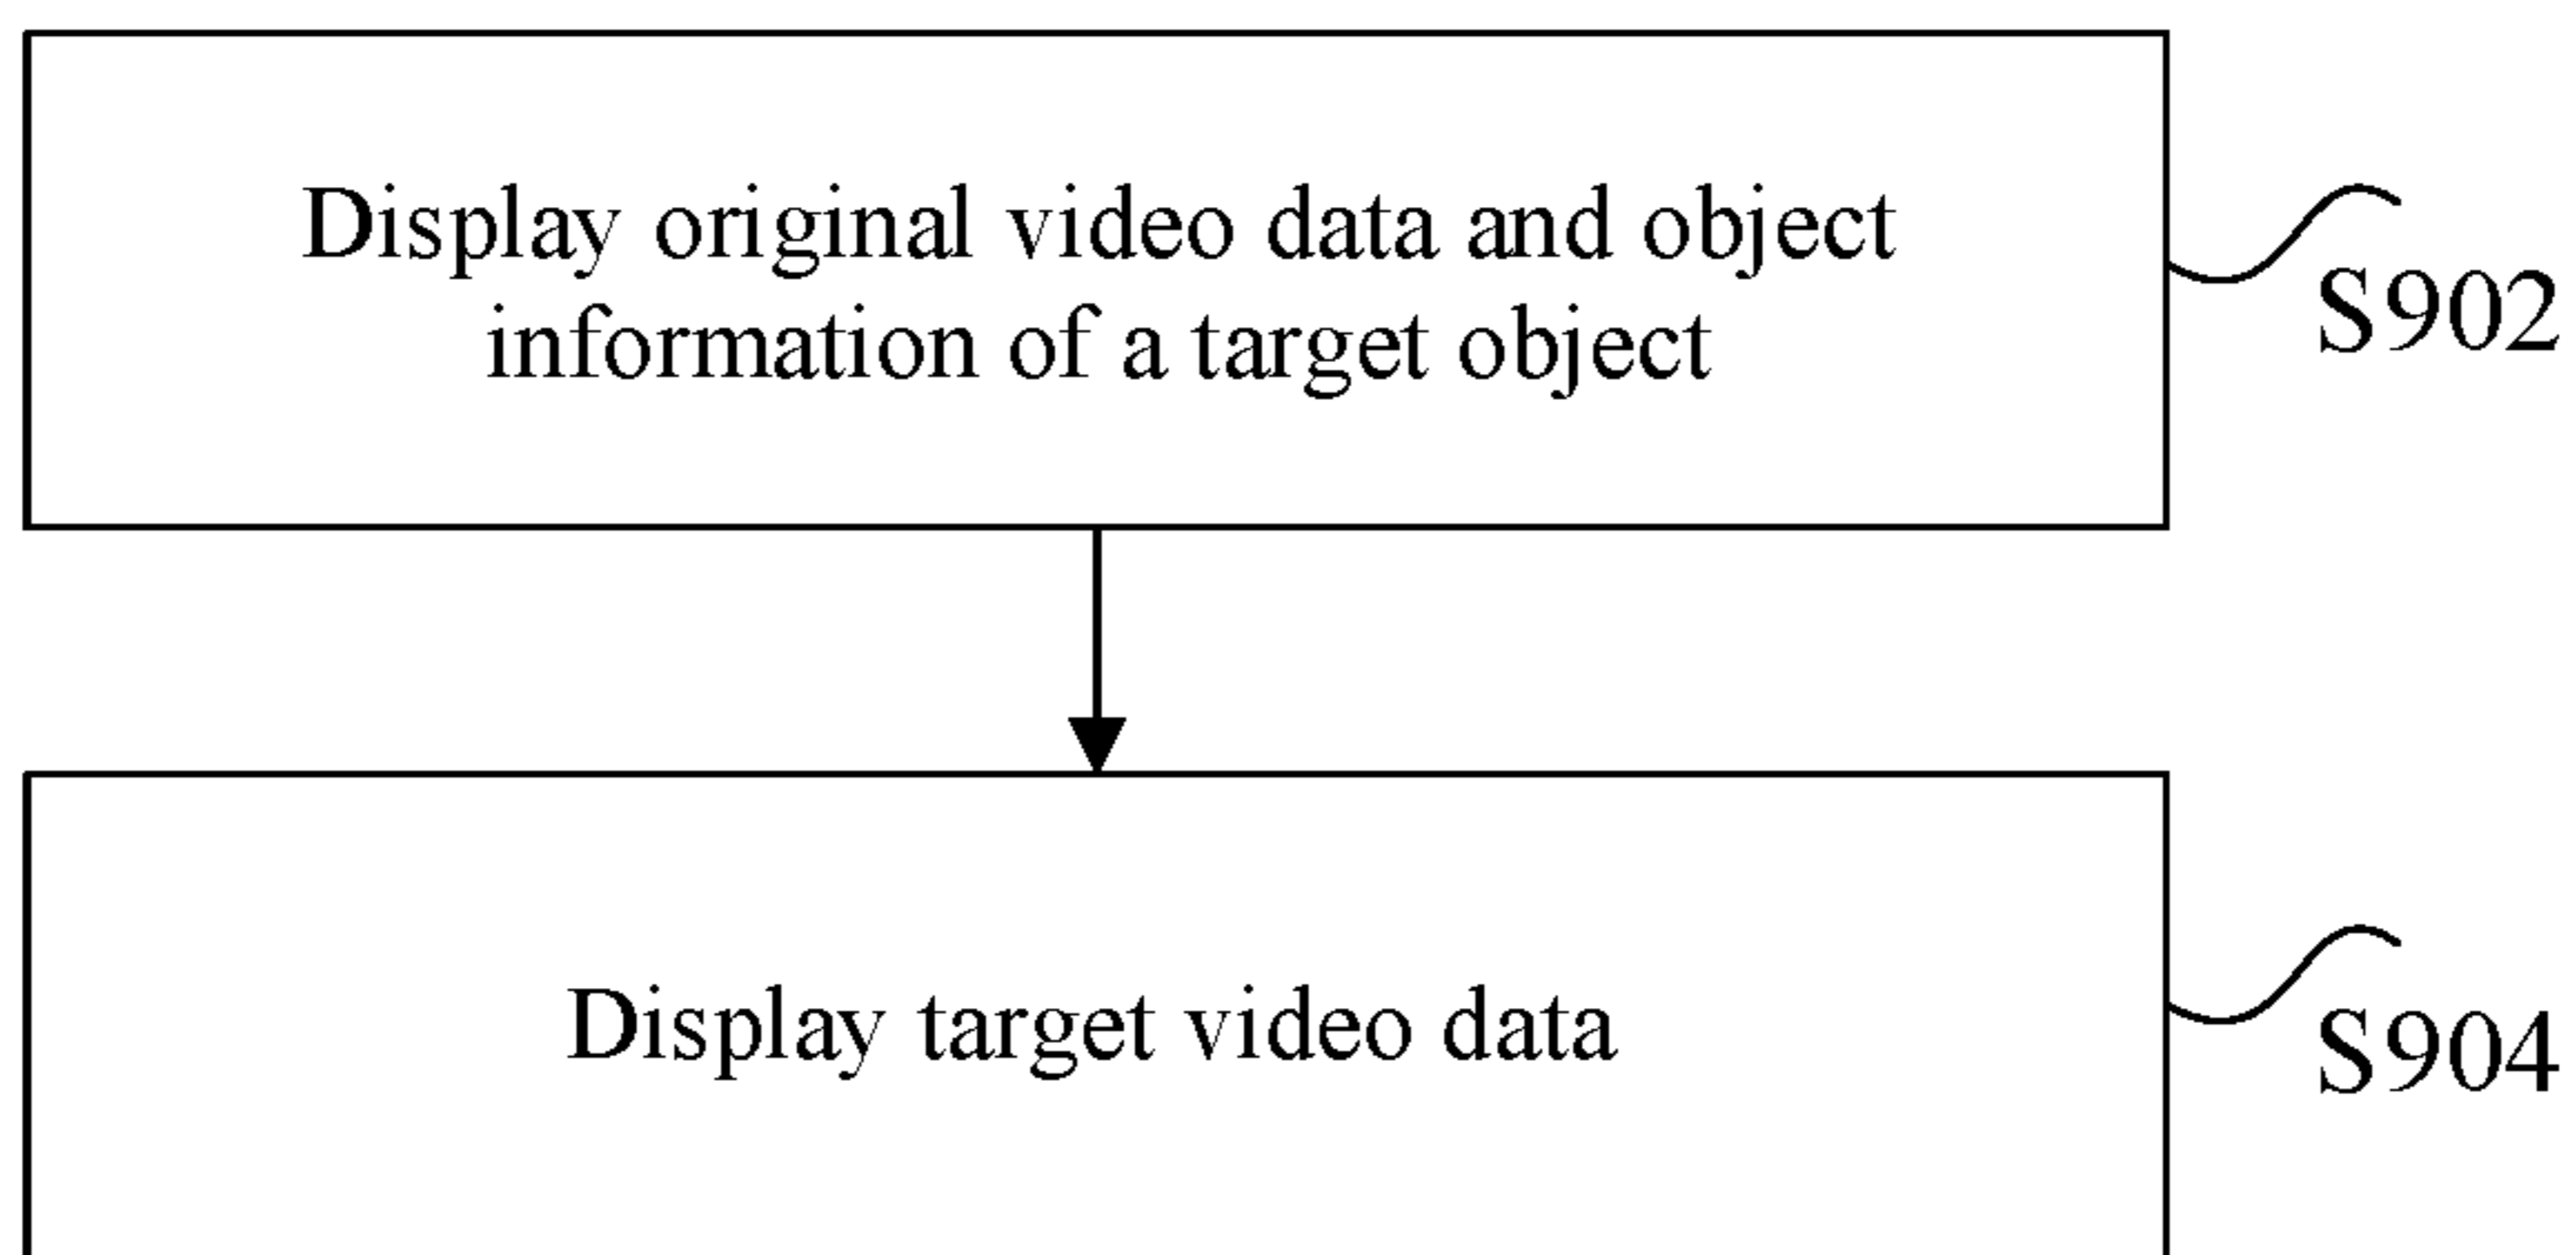 Display original video data and object
information of a target object
S902
Display target video data
S904